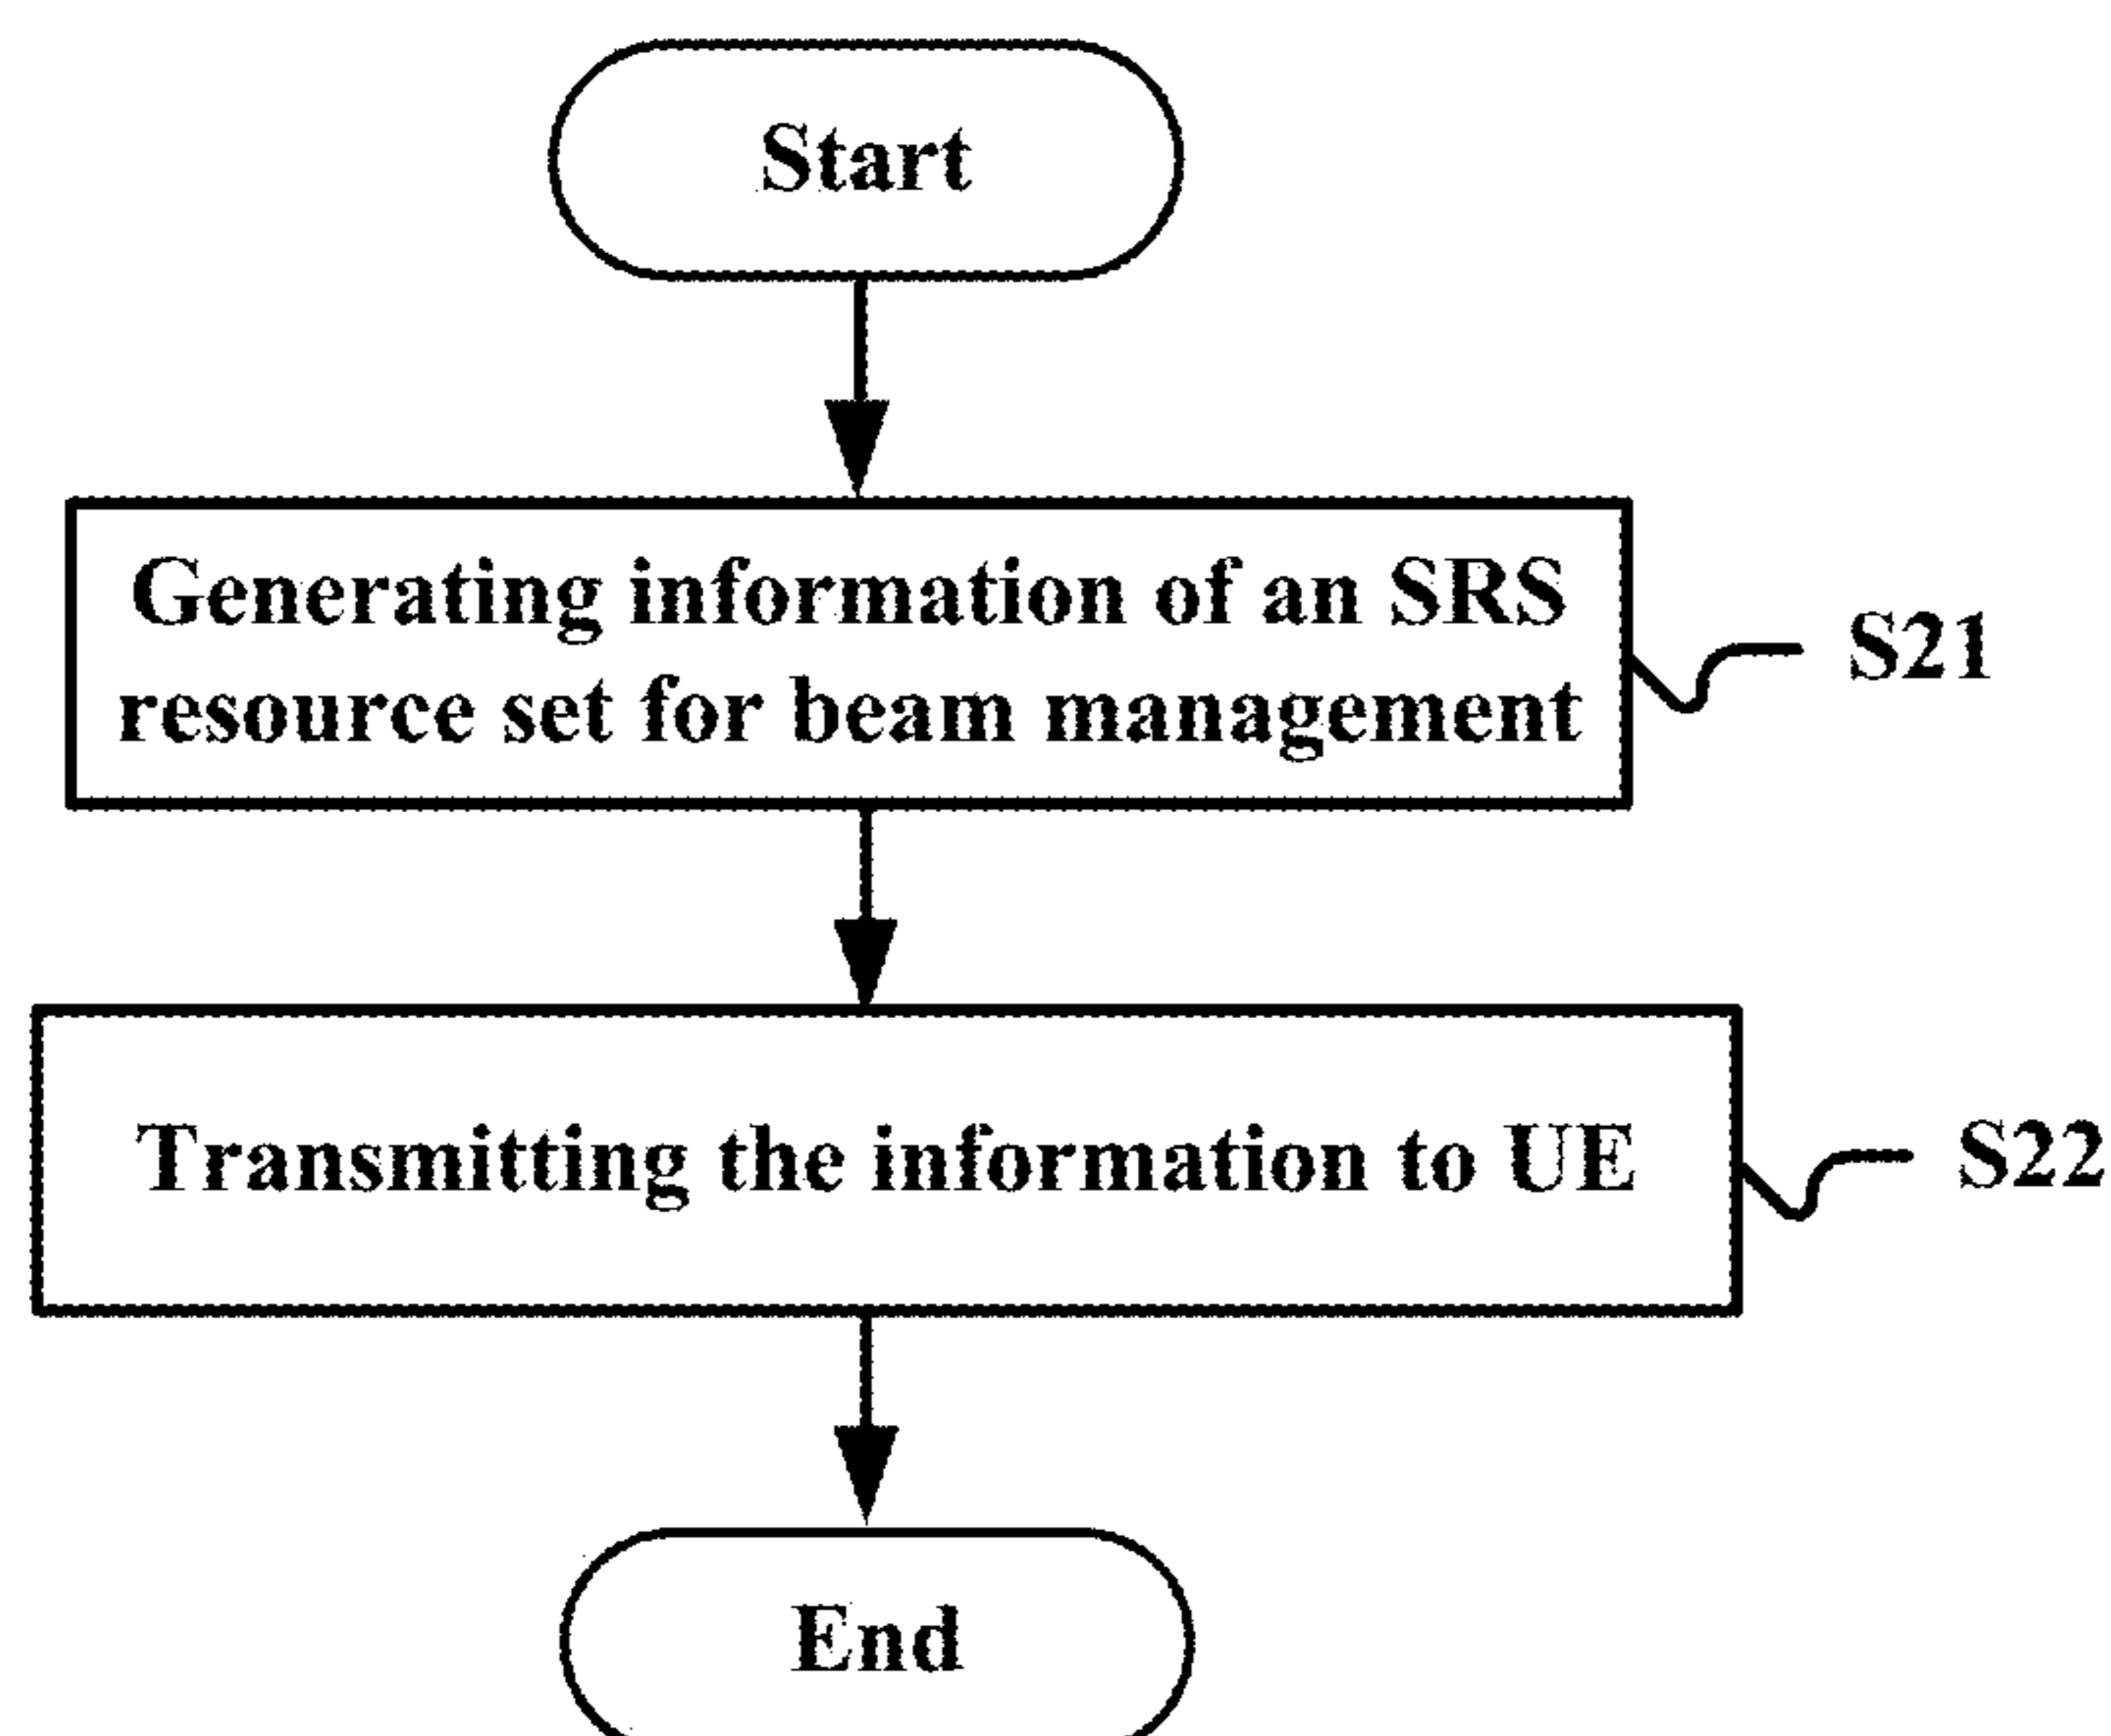 Start
Generating information of an SRS
resource set for beam management
S21
Transmitting the information to UE
S22
End